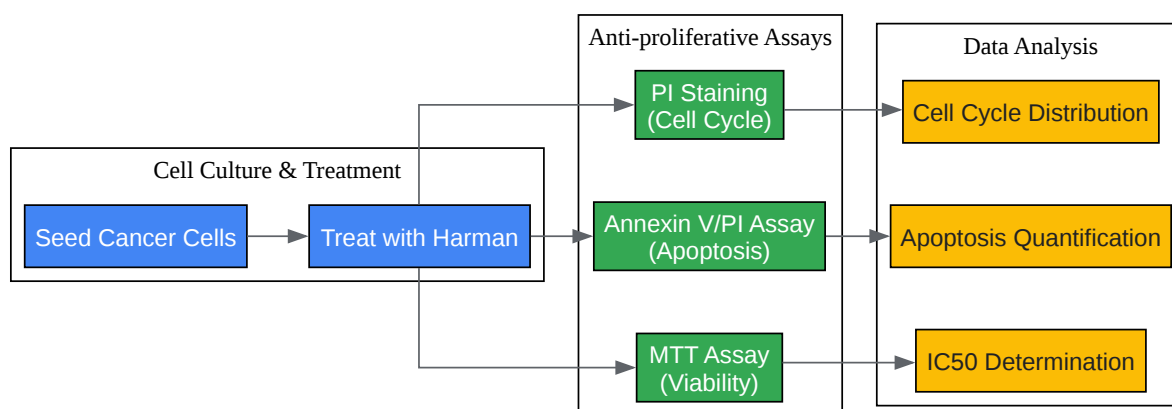 Cell Culture & Treatment
Seed Cancer Cells
Treat with Harman
Anti-proliferative Assays
PI Staining
(Cell Cycle)
Annexin V/PI Assay
(Apoptosis)
MTT Assay
(Viability)
Data Analysis
Cell Cycle Distribution
Apoptosis Quantification
IC50 Determination